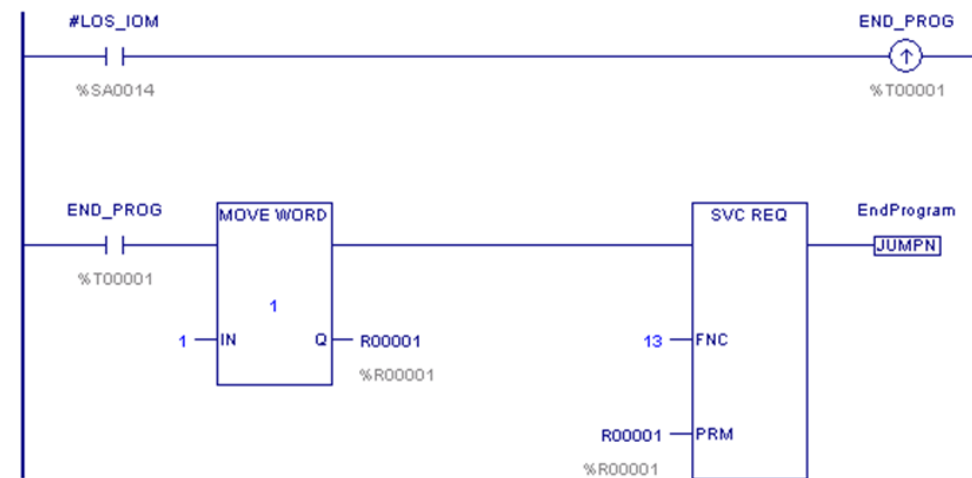 #LOS_IOM END_PROG
%SA0014 %T00001
END_PROG MOVE WORD SVC REQ EndProgram
JUMPN
%T00001
1
1 IN Q R00001 13 FNC
%R00001
R00001 PRM
%R00001